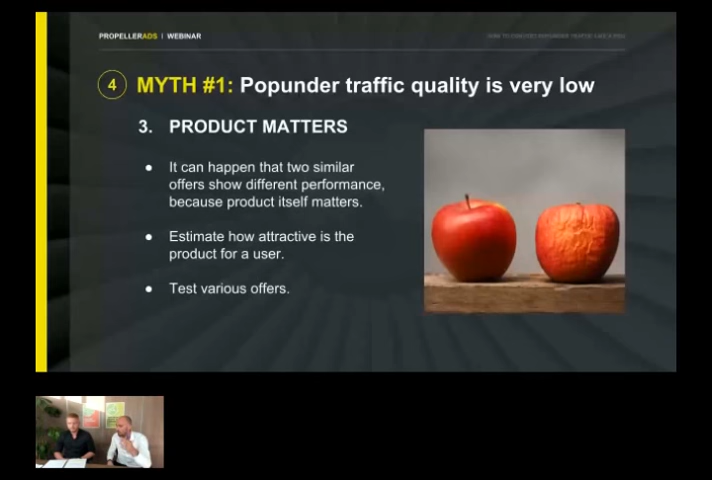 PROPELLERADS | WEBINAR
4 MYTH #1: Popunder traffic quality is very low
3. PRODUCT MATTERS
● It can happen that two similar
offers show different performance,
because product itself matters.
● Estimate how attractive is the
product for a user.
● Test various offers.